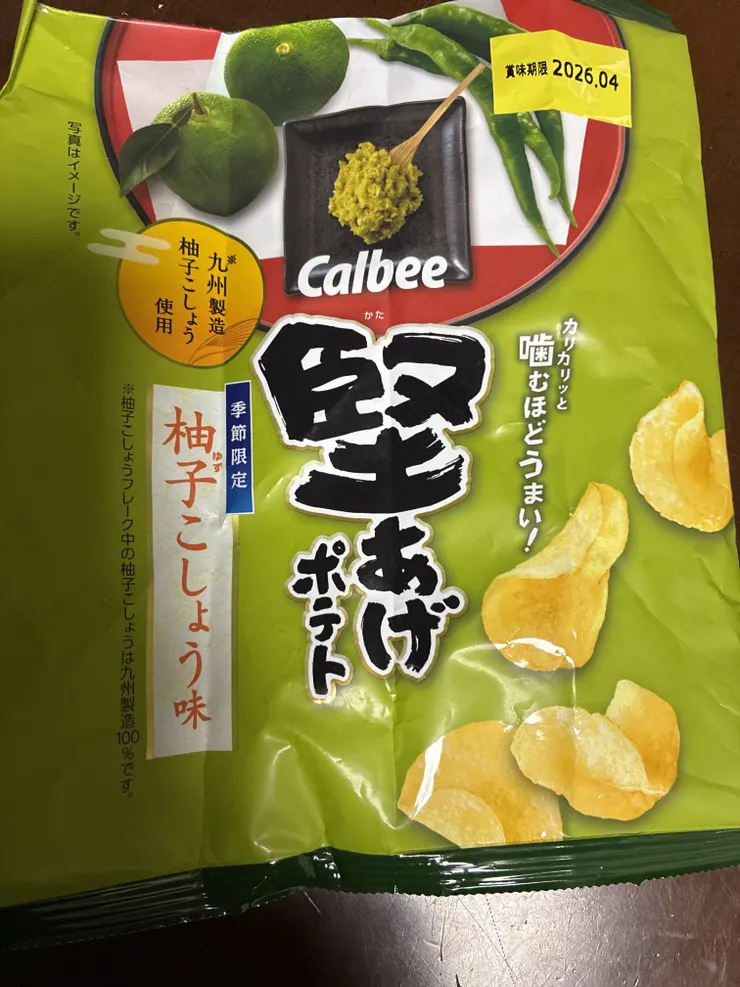 賞味期限 2026.04
写真はイメージです。
Calbee
※九州製造
柚子こしょう
使用
かた
堅あげ
ポテト
カリカリッと
噛むほどうまい!
季節限定
ゆず
柚子こしょう味
※柚子こしょうフレーク中の柚子こしょうは九州製造100%です。